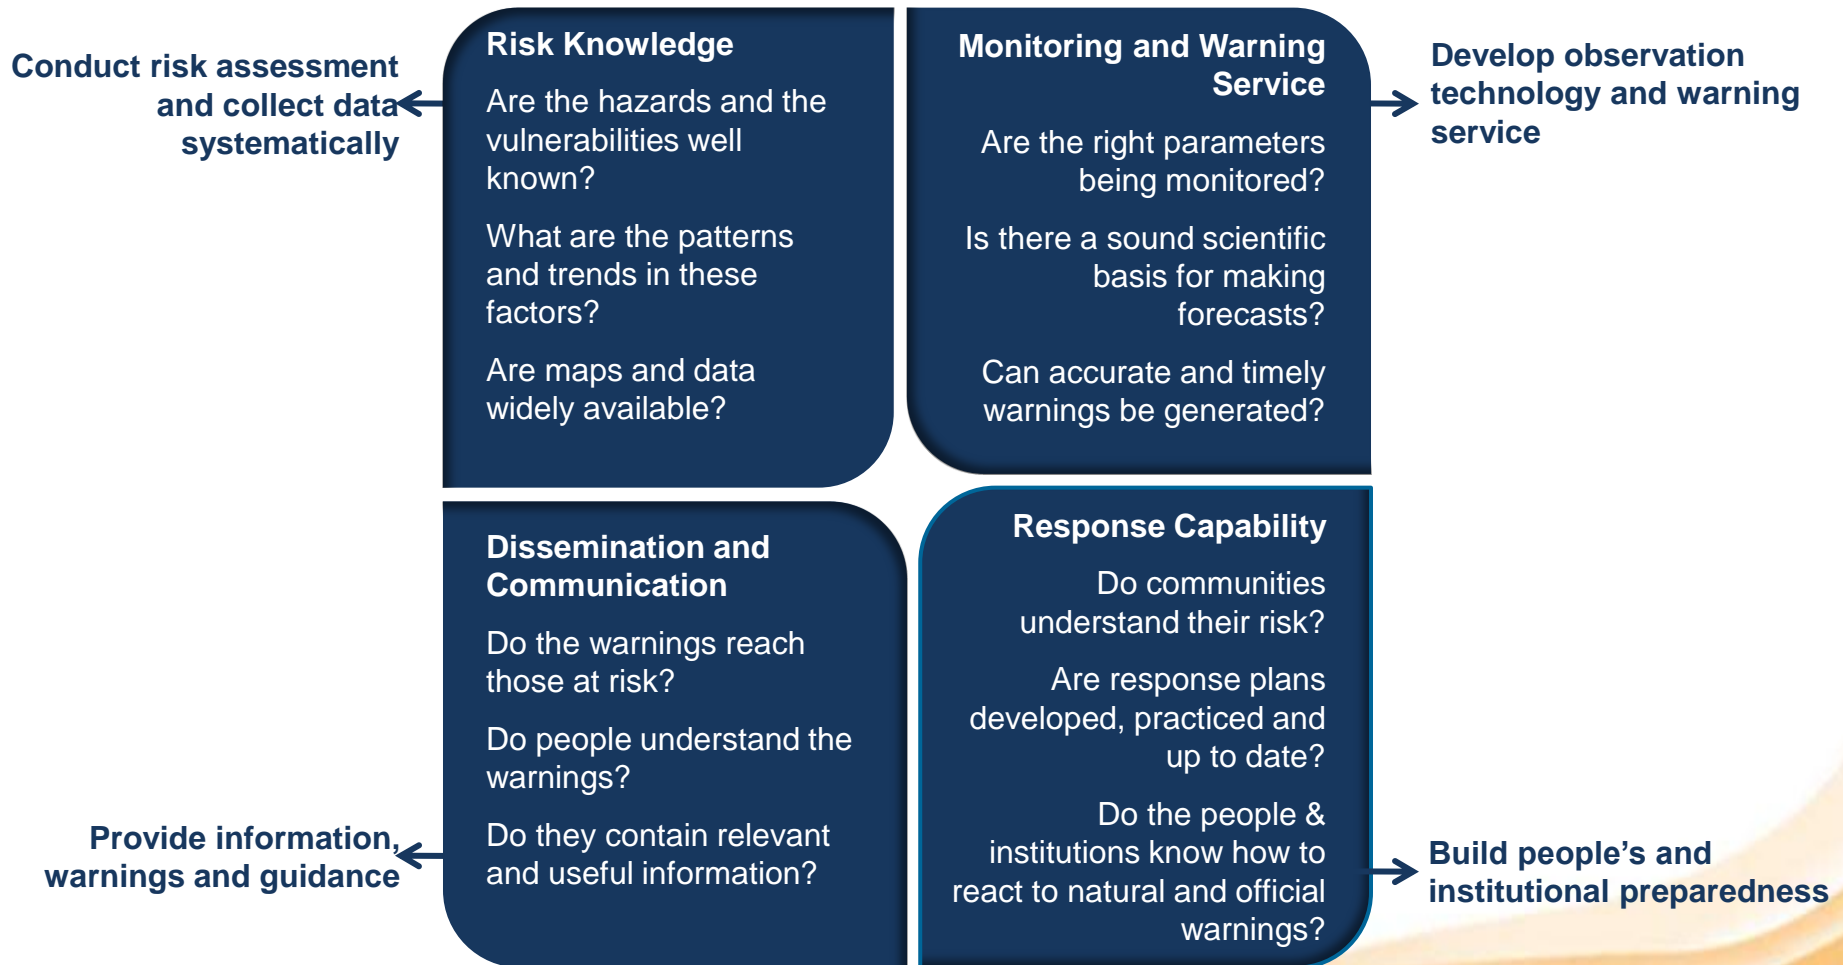 Conduct risk assessment
and collect data
systematically
Risk Knowledge
Are the hazards and the
vulnerabilities well
known?
What are the patterns
and trends in these
factors?
Are maps and data
widely available?
Monitoring and Warning
Service
Are the right parameters
being monitored?
Is there a sound scientific
basis for making
forecasts?
Can accurate and timely
warnings be generated?
Develop observation
technology and warning
service
Provide information,
warnings and guidance
Dissemination and
Communication
Do the warnings reach
those at risk?
Do people understand the
warnings?
Do they contain relevant
and useful information?
Response Capability
Do communities
understand their risk?
Are response plans
developed, practiced and
up to date?
Do the people &
institutions know how to
react to natural and official
warnings?
Build people’s and
institutional preparedness